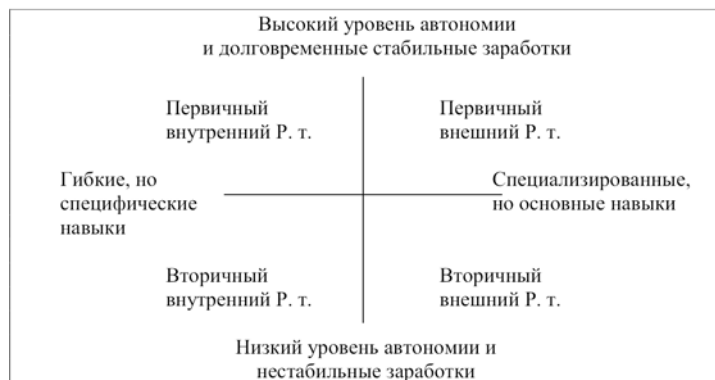 Высокий уровень автономии
и долговременные стабильные заработки
Первичный
внутренний Р. т.
Первичный
внешний Р. т.
Гибкие, но
специфические
навыки
Специализированные,
но основные навыки
Вторичный
внутренний Р. т.
Вторичный
внешний Р. т.
Низкий уровень автономии и
нестабильные заработки